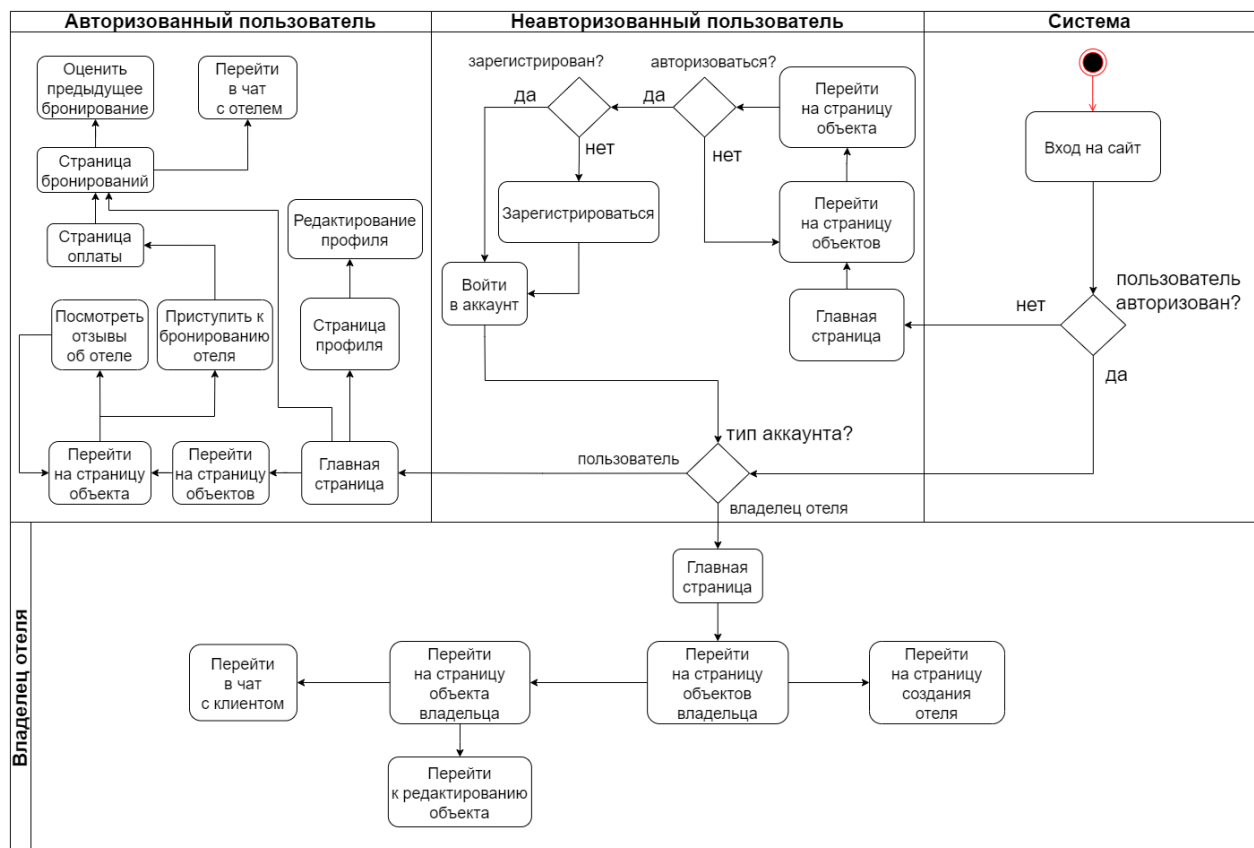 Авторизованный пользователь
Неавторизованный пользователь
Система
Оценить
предыдущее
бронирование
Перейти
в чат
с отелем
Страница
бронирований
Страница
оплаты
Редактирование
профиля
Посмотреть
отзывы
об отеле
Приступить к
бронированию
отеля
Страница
профиля
Перейти
на страницу
объекта
Перейти
на страницу
объектов
Главная
страница
зарегистрирован?
авторизоваться?
да
да
нет
нет
Перейти
на страницу
объекта
Зарегистрироваться
Перейти
на страницу
объектов
Войти
в аккаунт
Главная
страница
тип аккаунта?
пользователь
владелец отеля
Вход на сайт
пользователь
авторизован?
нет
да
Владелец отеля
Главная
страница
Перейти
в чат
с клиентом
Перейти
на страницу
объекта
владельца
Перейти
на страницу
объектов
владельца
Перейти
на страницу
создания
отеля
Перейти
к редактированию
объекта